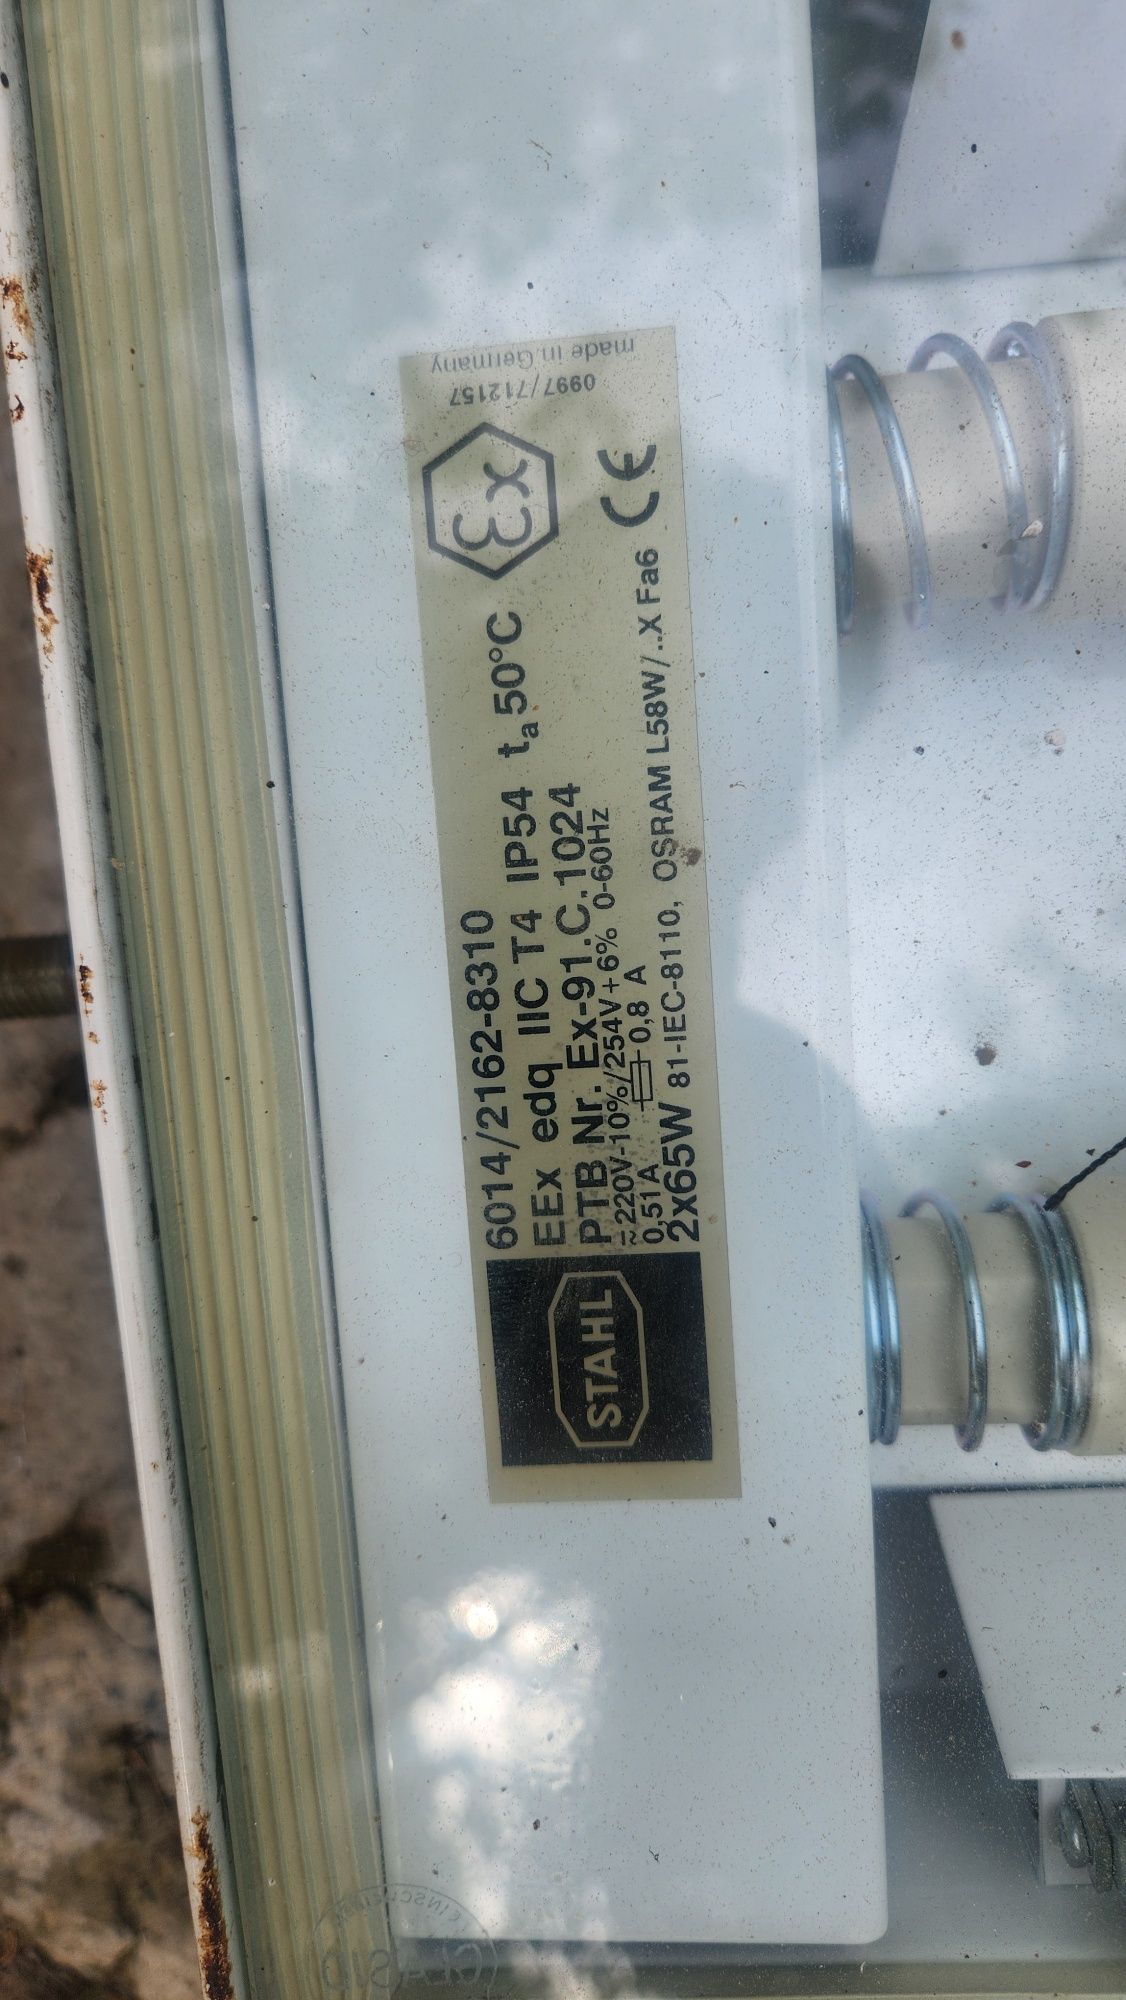 STAHL
6014/2162-8310
EEx edq IIC T4 IP54 ta 50°C
PTB Nr. Ex-91.C.1024
≂ 220V-10%/254V+6% 0-60Hz
0,51A 0,8 A
2x65W 81-IEC-8110, OSRAM L58W/..X Fa6
εx
CE
0997/712157
made in Germany